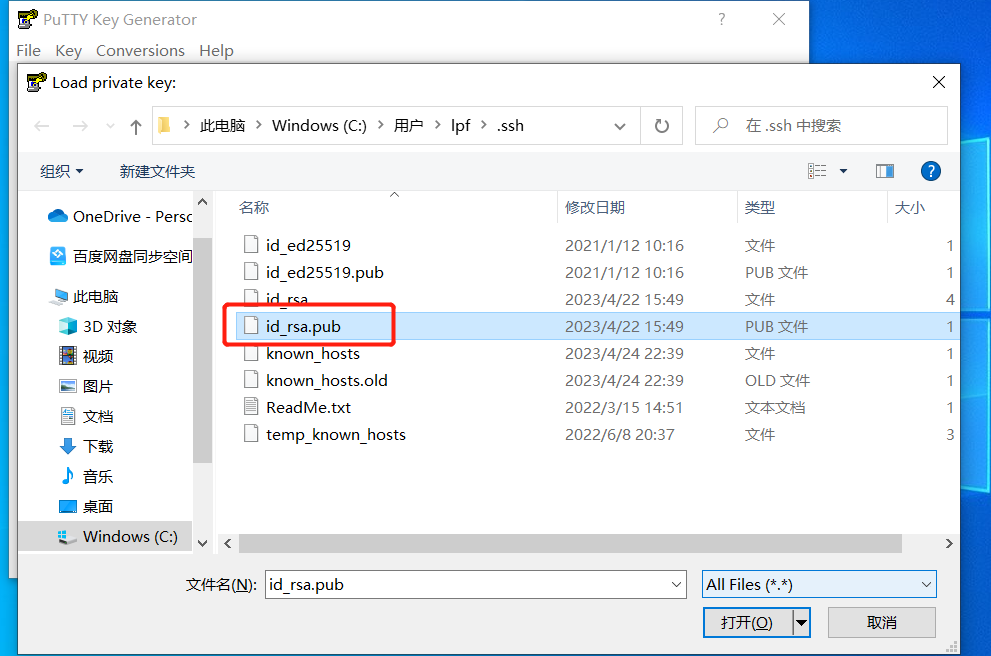 PuTTY Key Generator
?
File Key Conversions Help
Load private key:
此电脑 > Windows (C:) > 用户 > lpf > .ssh
在 .ssh 中搜索
组织 新建文件夹
?
名称 修改日期 类型 大小
OneDrive - Persc
百度网盘同步空间
此电脑
3D 对象
视频
图片
文档
下载
音乐
桌面
Windows (C:)
id_ed25519 2021/1/12 10:16 文件 1
id_ed25519.pub 2021/1/12 10:16 PUB 文件 1
id_rsa 2023/4/22 15:49 文件 4
id_rsa.pub 2023/4/22 15:49 PUB 文件 1
known_hosts 2023/4/24 22:39 文件 1
known_hosts.old 2023/4/24 22:39 OLD 文件 1
ReadMe.txt 2022/3/15 14:51 文本文档 1
temp_known_hosts 2022/6/8 20:37 文件 3
文件名(N): id_rsa.pub
All Files (*.*)
打开(O) 取消